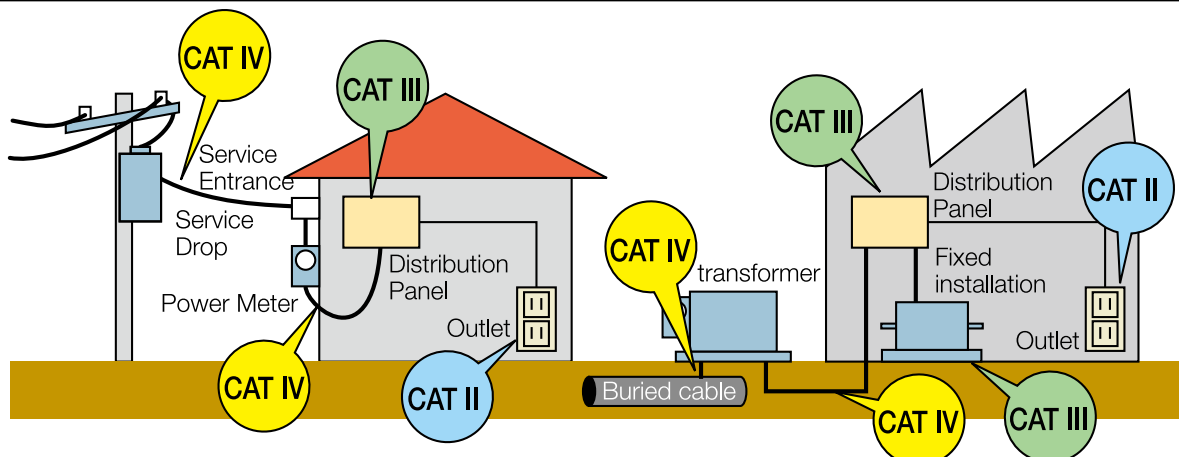 CAT IV
CAT III
Service
Entrance
Service
Drop
Power Meter
Distribution
Panel
Outlet
CAT IV
CAT II
CAT IV
transformer
Buried cable
CAT III
Distribution
Panel
CAT II
Fixed
installation
Outlet
CAT IV
CAT III